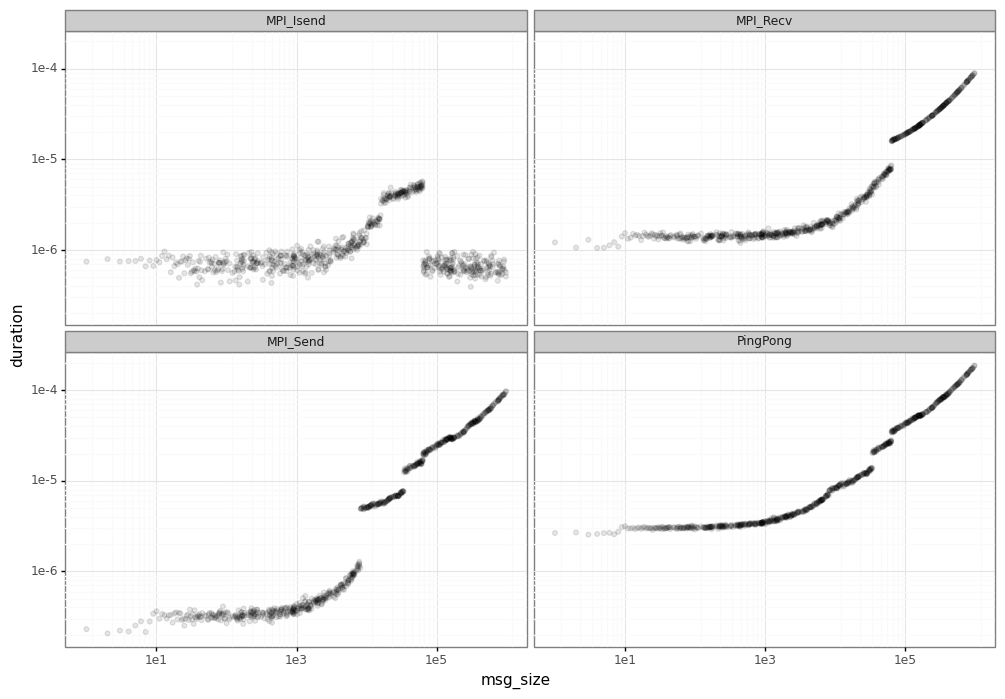 MPI_Isend
MPI_Recv
1e-4
1e-5
1e-6
MPI_Send
PingPong
1e-4
1e-5
1e-6
duration
1e1
1e3
1e5
1e1
1e3
1e5
msg_size